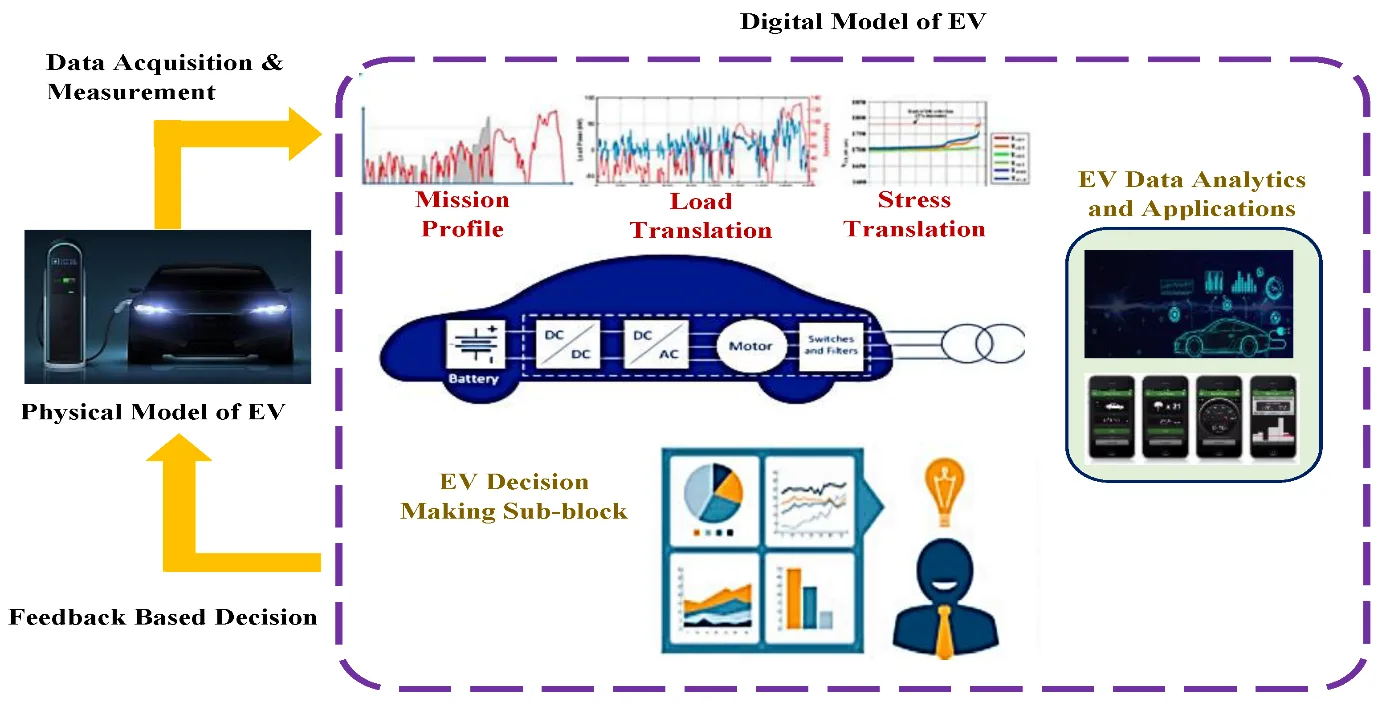 Digital Model of EV
Data Acquisition &
Measurement
Mission
Profile
Load
Translation
Stress
Translation
EV Data Analytics
and Applications
Battery
DC
DC
DC
AC
Motor
Switches
and Filters
Physical Model of EV
EV Decision
Making Sub-block
Feedback Based Decision